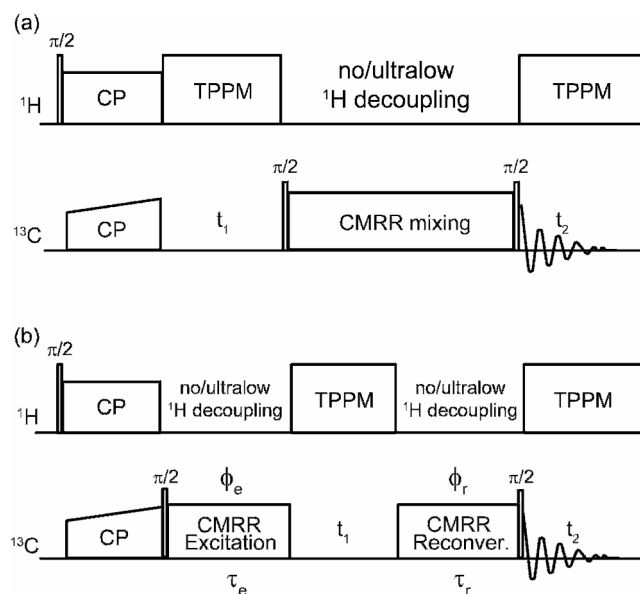 (a)
π/2
¹H
CP
TPPM
no/ultralow
¹H decoupling
TPPM
π/2
π/2
¹³C
CP
t₁
CMRR mixing
t₂
(b)
π/2
¹H
CP
no/ultralow
¹H decoupling
TPPM
no/ultralow
¹H decoupling
TPPM
π/2
ϕₑ
ϕᵣ
π/2
¹³C
CP
CMRR
Excitation
t₁
CMRR
Reconver.
t₂
τₑ
τᵣ